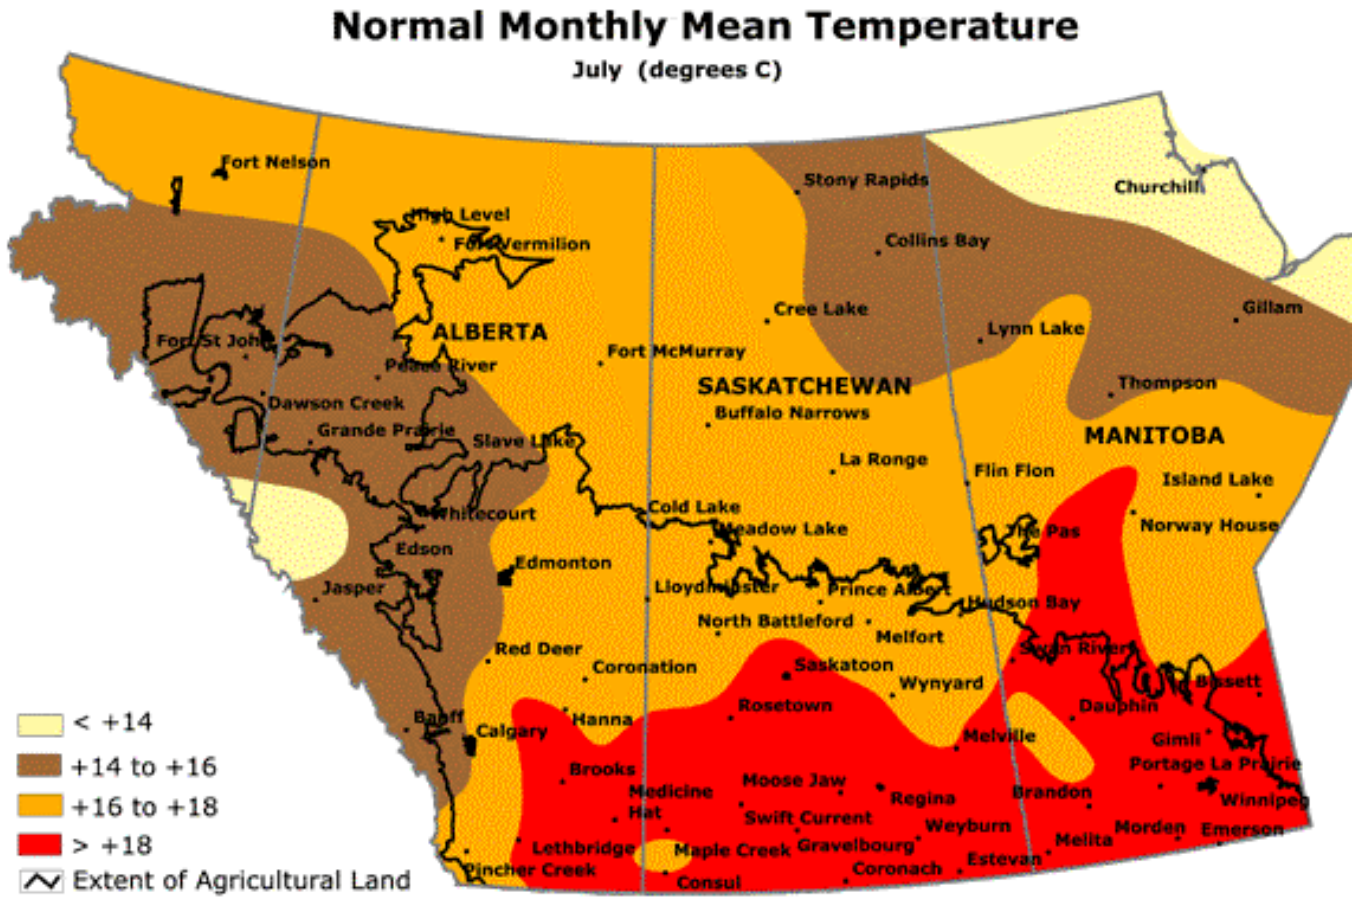 Normal Monthly Mean Temperature
July (degrees C)
Fort Nelson
Stony Rapids
Churchill
High Level
Fort Vermilion
Collins Bay
Cree Lake
Gillam
ALBERTA
Lynn Lake
Fort St John
Fort McMurray
Peace River
SASKATCHEWAN
Thompson
Dawson Creek
Buffalo Narrows
Grande Prairie
Slave Lake
MANITOBA
La Ronge
Flin Flon
Island Lake
Whitecourt
Cold Lake
Meadow Lake
The Pas
Norway House
Edson
Edmonton
Jasper
Lloydminster
Prince Albert
Hudson Bay
North Battleford
Melfort
Red Deer
Coronation
Saskatoon
Swan River
Wynyard
Bissett
Rosetown
Dauphin
Banff
Hanna
Calgary
Melville
Gimli
Brooks
Portage La Prairie
Medicine
Hat
Moose Jaw
Regina
Brandon
Winnipeg
Swift Current
Weyburn
Morden
Emerson
Lethbridge
Maple Creek
Gravelbourg
Melita
Estevan
Pincher Creek
Consul
Coronach
< +14
+14 to +16
+16 to +18
> +18
Extent of Agricultural Land